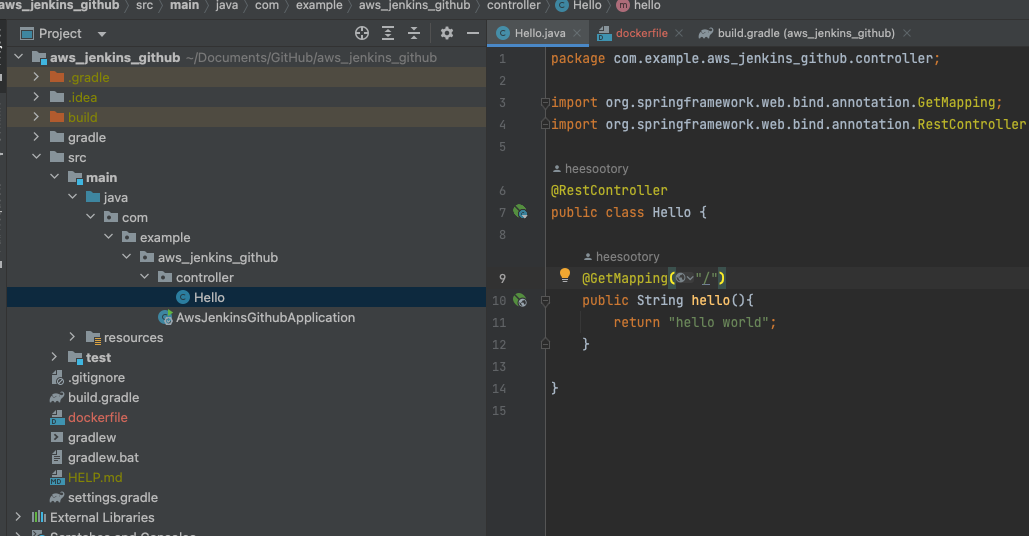 aws_jenkins_github > src > main > java > com > example > aws_jenkins_github > controller > Hello > hello
Project
Hello.java
dockerfile
build.gradle (aws_jenkins_github)
aws_jenkins_github ~/Documents/GitHub/aws_jenkins_github
.gradle
.idea
build
gradle
src
main
java
com
example
aws_jenkins_github
controller
Hello
AwsJenkinsGithubApplication
resources
test
.gitignore
build.gradle
dockerfile
gradlew
gradlew.bat
HELP.md
settings.gradle
External Libraries
Scratches and Consoles
1 package com.example.aws_jenkins_github.controller;
2
3 import org.springframework.web.bind.annotation.GetMapping;
4 import org.springframework.web.bind.annotation.RestController
5
heesootory
6 @RestController
7 public class Hello {
8
heesootory
9 @GetMapping("/")
10 public String hello(){
11 return "hello world";
12 }
13
14 }
15